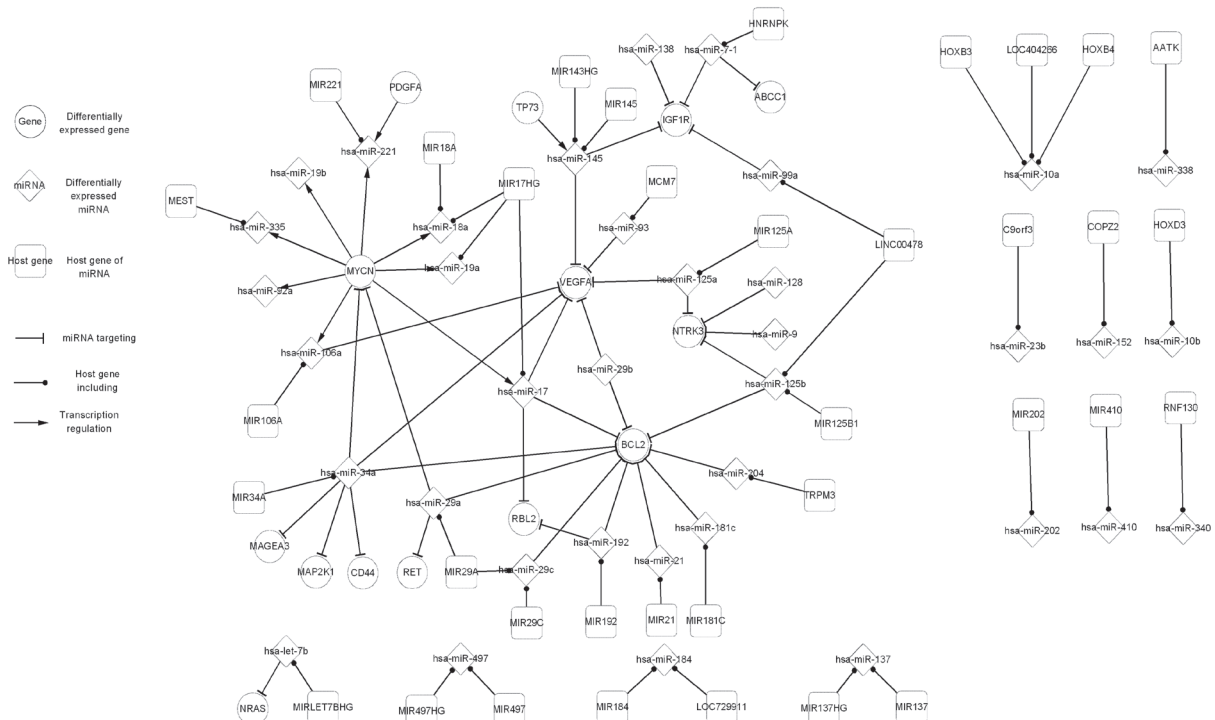 HNRNPK
hsa-miR-138
hsa-miR-7-1
HOXB3
LOC404266
HOXB4
AATK
MIR143HG
MIR221
PDGFA
ABCC1
TP73
MIR145
IGF1R
Gene
Differentially
expressed gene
hsa-miR-221
MIR18A
hsa-miR-145
hsa-miR-19b
hsa-miR-99a
hsa-miR-10a
hsa-miR-338
miRNA
Differentially
expressed
miRNA
MEST
MIR17HG
MCM7
hsa-miR-335
hsa-miR-18a
hsa-miR-93
MIR125A
LINC00478
C9orf3
COPZ2
HOXD3
Host gene
Host gene of
miRNA
MYCN
hsa-miR-19a
VEGFA
hsa-miR-125a
hsa-miR-128
hsa-miR-92a
NTRK3
hsa-miR-9
miRNA targeting
hsa-miR-106a
hsa-miR-23b
hsa-miR-152
hsa-miR-10b
hsa-miR-29b
Host gene
including
hsa-miR-17
hsa-miR-125b
Transcription
regulation
MIR106A
MIR125B1
MIR202
MIR410
RNF130
BCL2
hsa-miR-34a
hsa-miR-204
MIR34A
hsa-miR-29a
TRPM3
RBL2
hsa-miR-181c
hsa-miR-202
hsa-miR-410
hsa-miR-340
MAGEA3
hsa-miR-192
MAP2K1
CD44
RET
MIR29A
hsa-miR-29c
hsa-miR-21
MIR29C
MIR192
MIR21
MIR181C
hsa-let-7b
hsa-miR-497
hsa-miR-184
hsa-miR-137
NRAS
MIRLET7BHG
MIR497HG
MIR497
MIR184
LOC729911
MIR137HG
MIR137